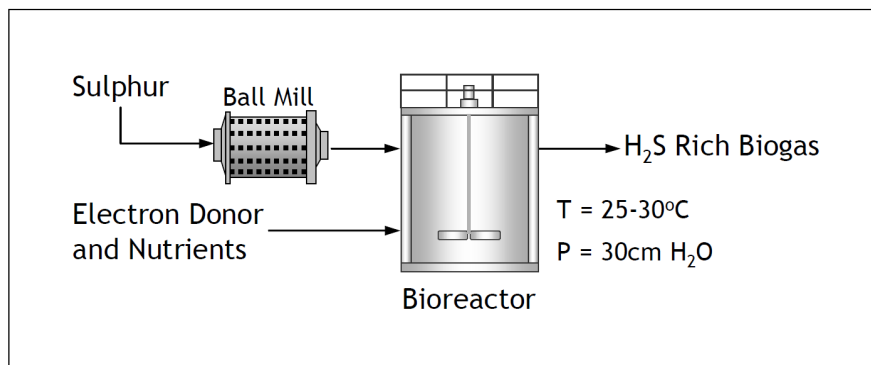 Sulphur
Ball Mill
H₂S Rich Biogas
Electron Donor
and Nutrients
T = 25-30ºC
P = 30cm H₂O
Bioreactor